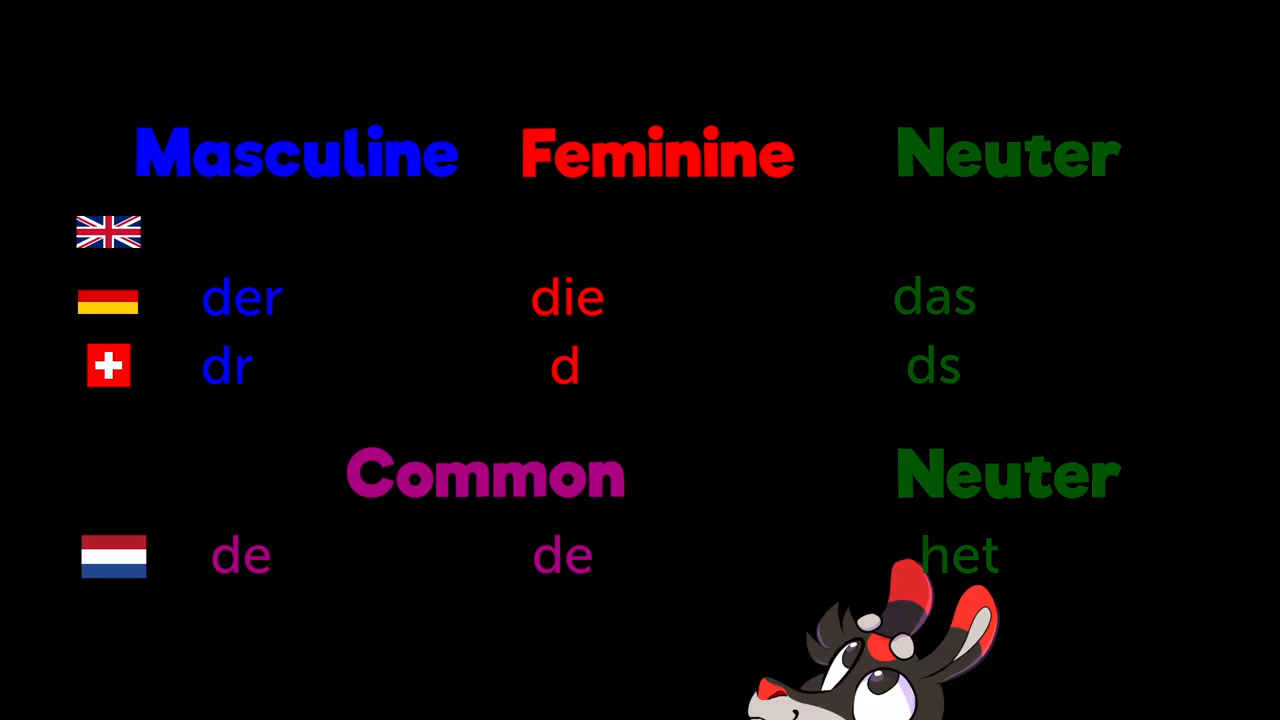 Masculine Feminine Neuter
der die das
dr d ds
Common Neuter
de de het